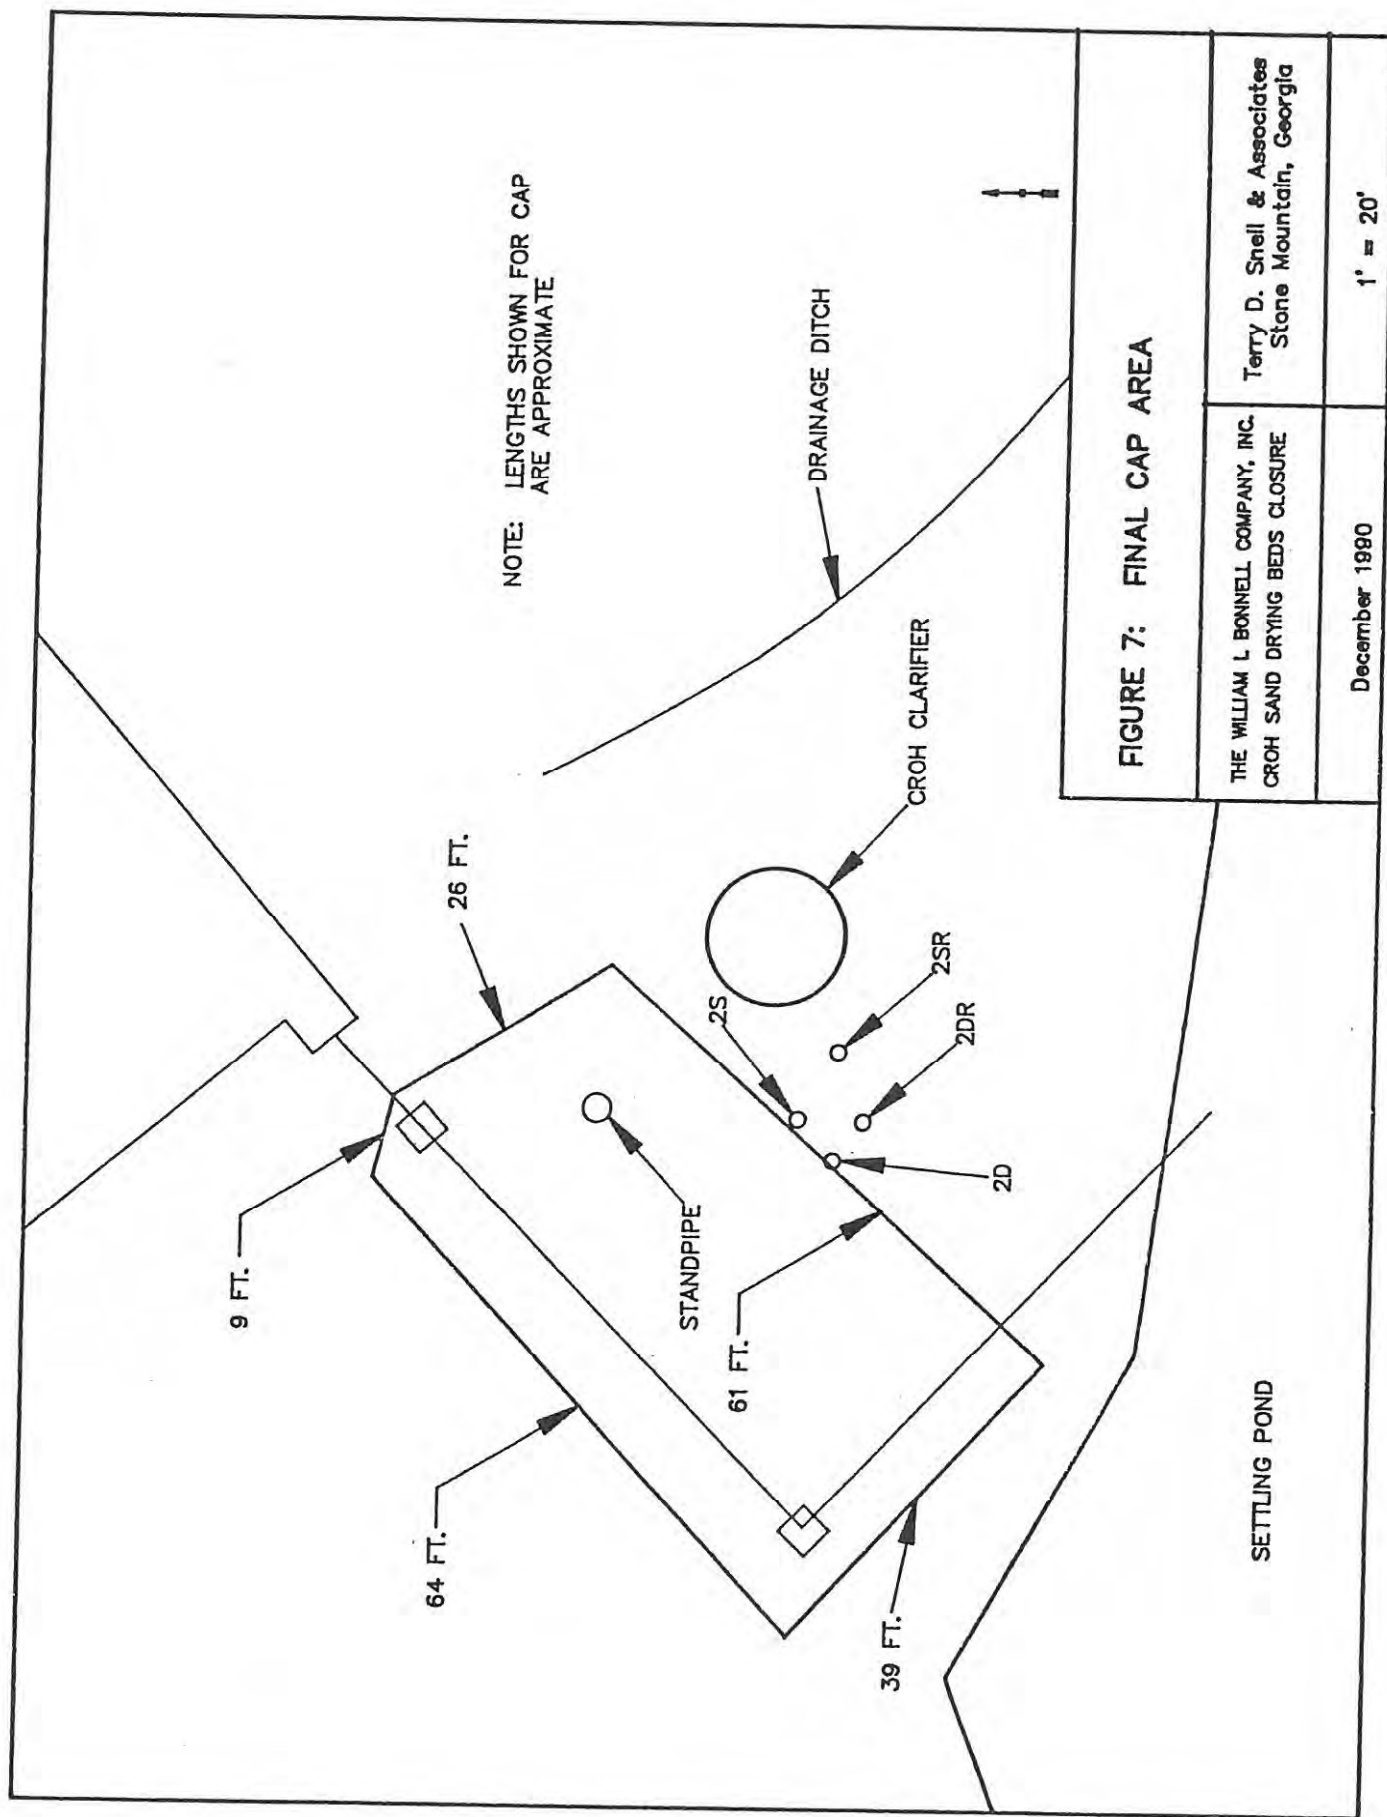 NOTE: LENGTHS SHOWN FOR CAP
ARE APPROXIMATE
9 FT.
26 FT.
64 FT.
STANDPIPE
61 FT.
39 FT.
2S
2SR
2DR
2D
CROH CLARIFIER
DRAINAGE DITCH
SETTLING POND
FIGURE 7: FINAL CAP AREA
THE WILLIAM L BONNELL COMPANY, INC.
CROH SAND DRYING BEDS CLOSURE
Terry D. Snell & Associates
Stone Mountain, Georgia
December 1990
1' = 20'